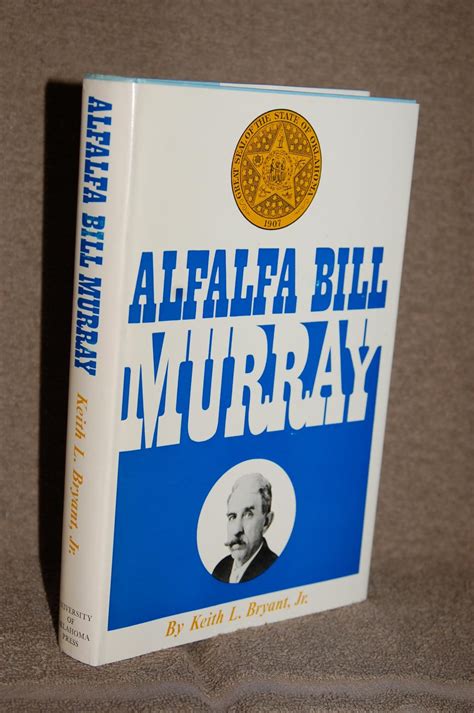 GREAT SEAL OF THE STATE OF OKLAHOMA
1907
ALFALFA BILL
MURRAY
By Keith L. Bryant, Jr.
ALFALFA BILL MURRAY
Keith L. Bryant, Jr.
UNIVERSITY
OF
OKLAHOMA
PRESS